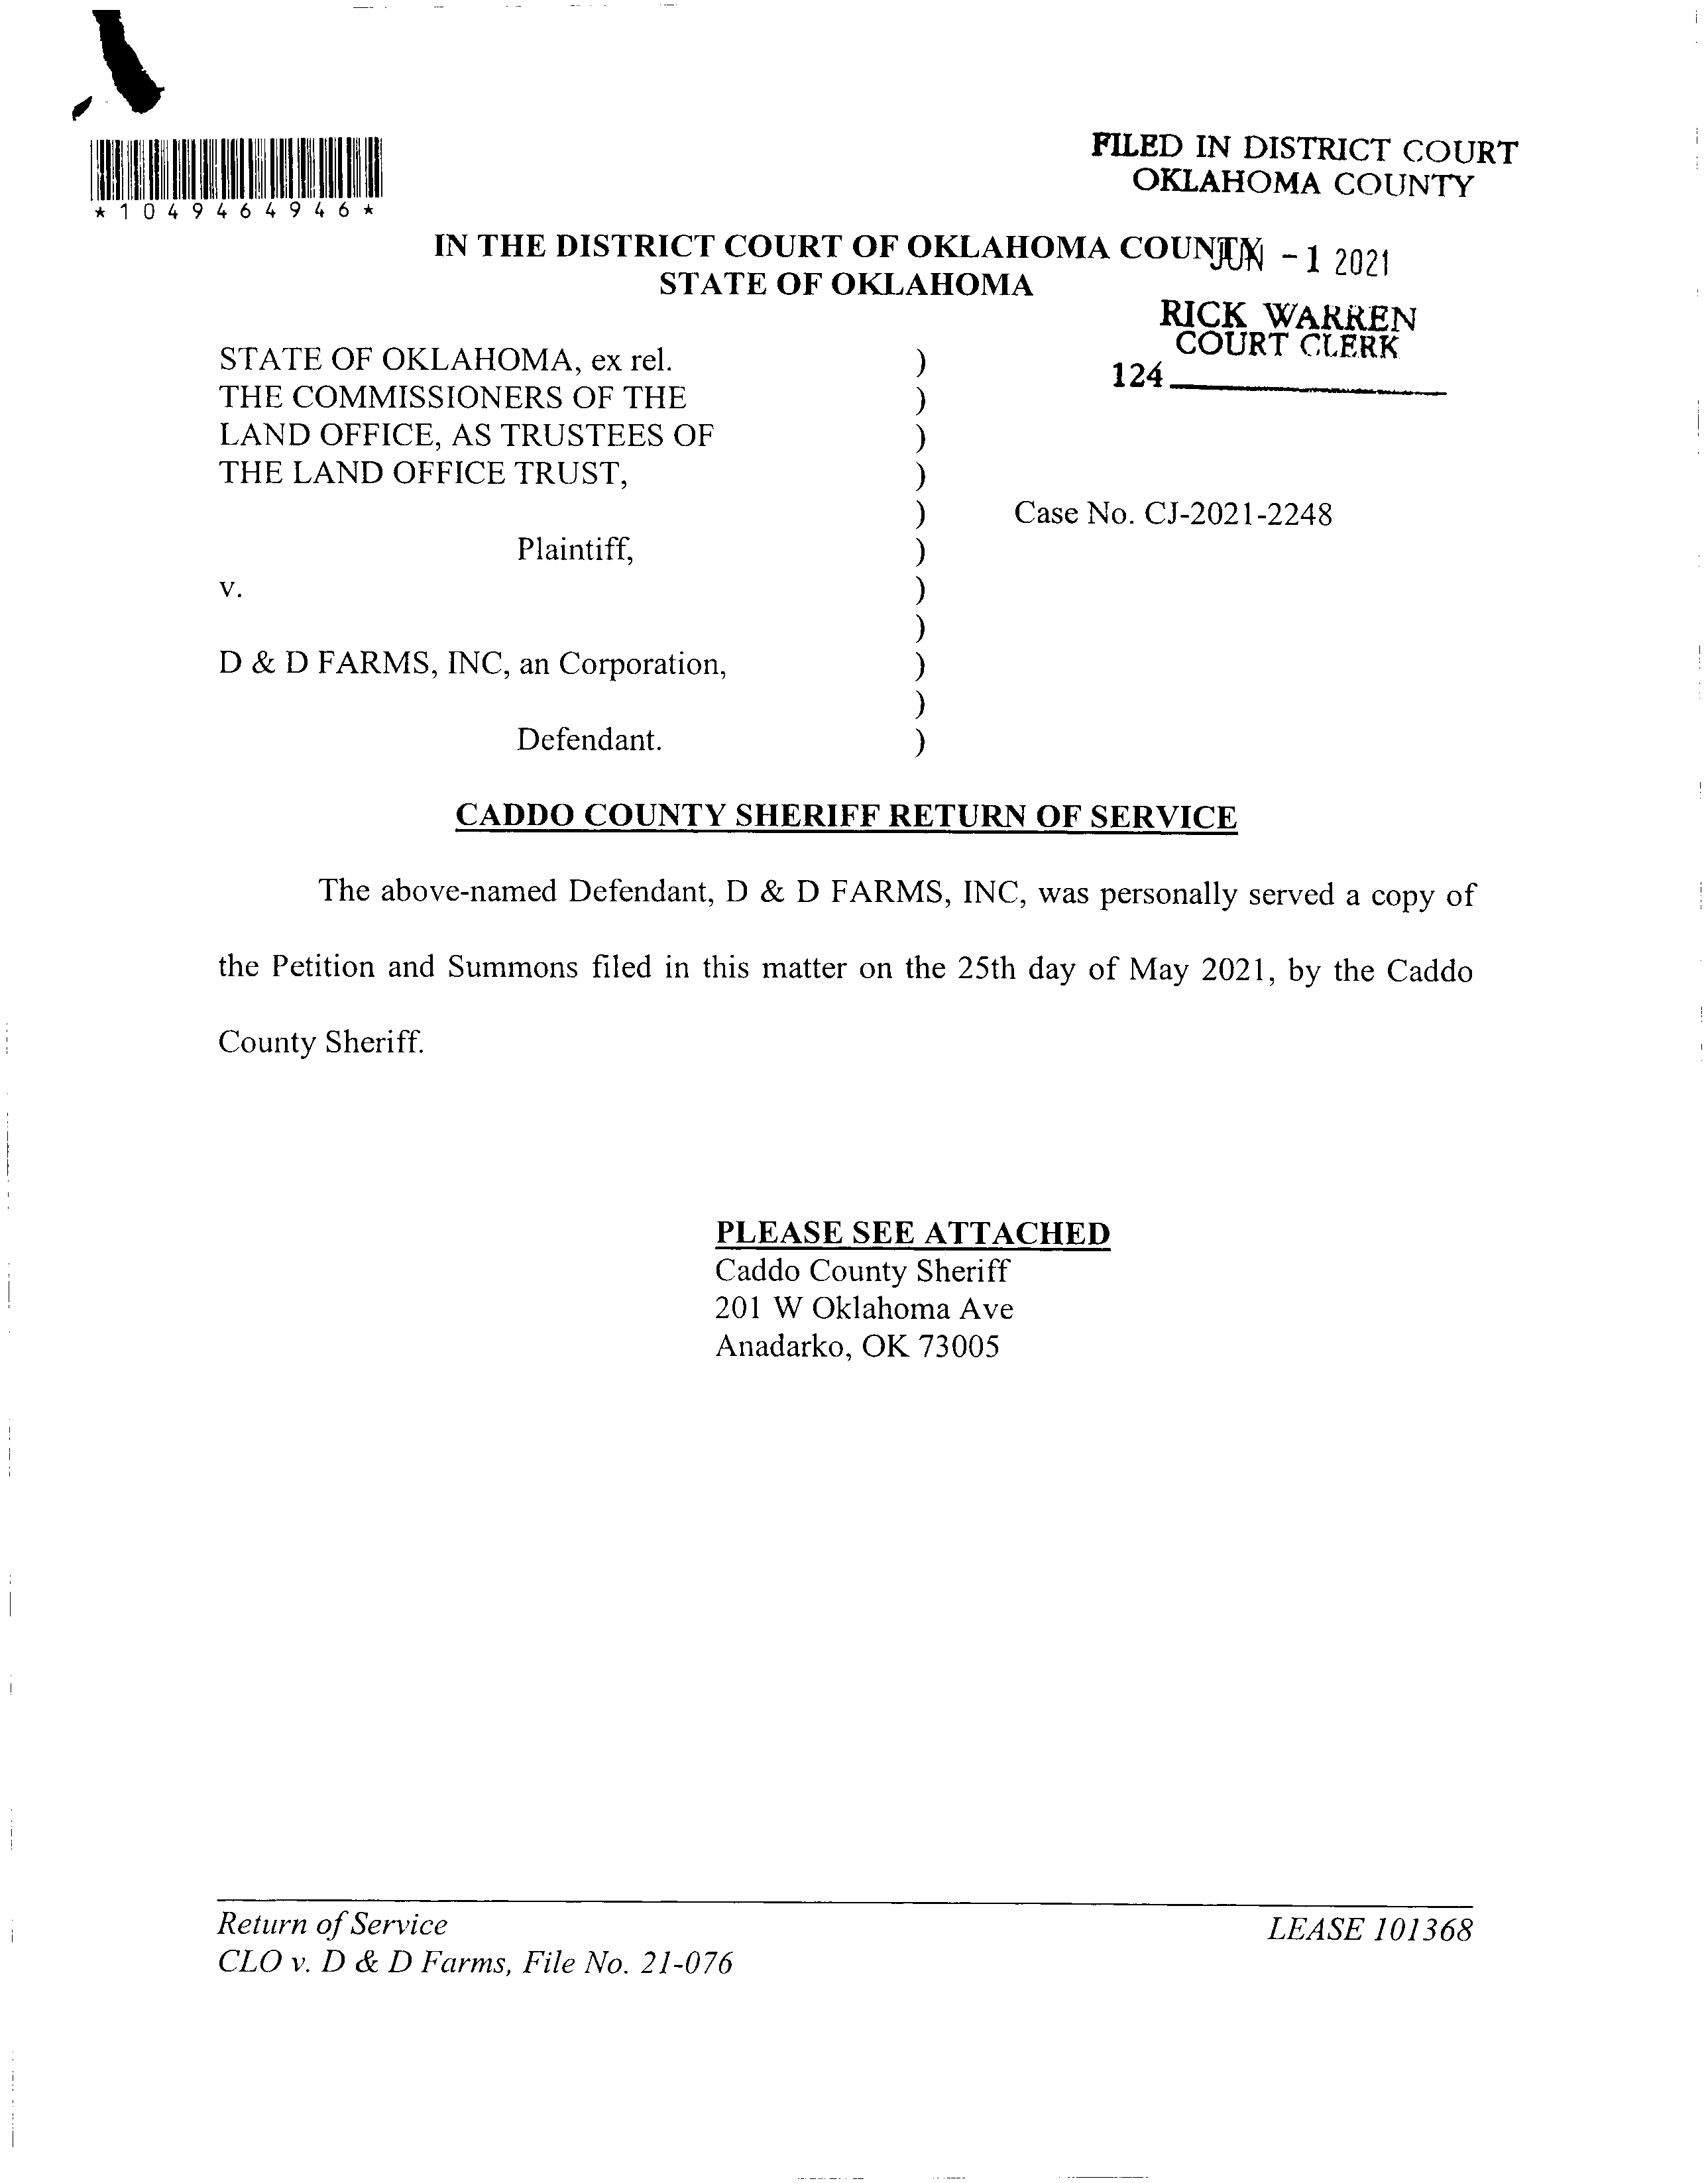 FILED IN DISTRICT COURT
OKLAHOMA COUNTY
*1049464946*
IN THE DISTRICT COURT OF OKLAHOMA COUNTY
JUN -1 2021
STATE OF OKLAHOMA
RICK WARREN
COURT CLERK
124
STATE OF OKLAHOMA, ex rel. )
THE COMMISSIONERS OF THE )
LAND OFFICE, AS TRUSTEES OF )
THE LAND OFFICE TRUST, )
) Case No. CJ-2021-2248
Plaintiff, )
v. )
)
D & D FARMS, INC, an Corporation, )
)
Defendant. )
CADDO COUNTY SHERIFF RETURN OF SERVICE
The above-named Defendant, D & D FARMS, INC, was personally served a copy of
the Petition and Summons filed in this matter on the 25th day of May 2021, by the Caddo
County Sheriff.
PLEASE SEE ATTACHED
Caddo County Sheriff
201 W Oklahoma Ave
Anadarko, OK 73005
Return of Service LEASE 101368
CLO v. D & D Farms, File No. 21-076